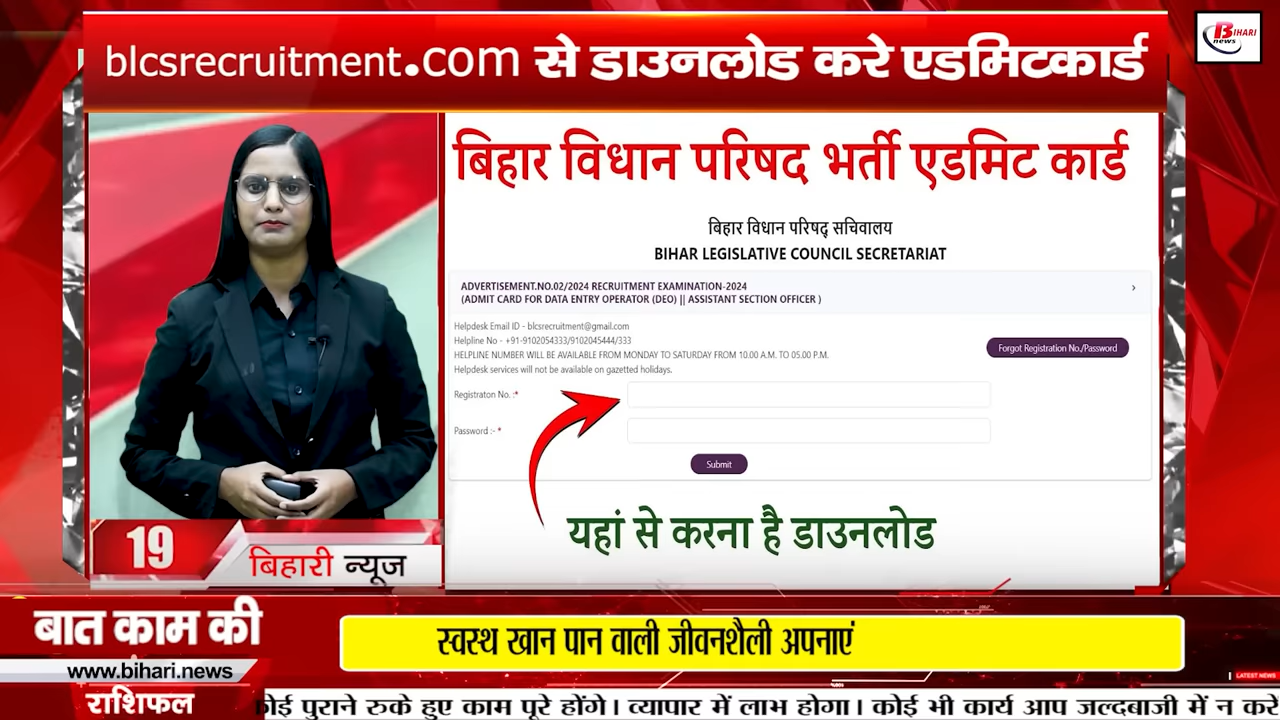 blcsrecruitment.com से डाउनलोड करे एडमिटकार्ड
BIHARI
news
बिहार विधान परिषद भर्ती एडमिट कार्ड
बिहार विधान परिषद् सचिवालय
BIHAR LEGISLATIVE COUNCIL SECRETARIAT
ADVERTISEMENT.NO.02/2024 RECRUITMENT EXAMINATION-2024
(ADMIT CARD FOR DATA ENTRY OPERATOR (DEO) || ASSISTANT SECTION OFFICER )
Helpdesk Email ID - blcsrecruitment@gmail.com
Helpline No - +91-9102054333/9102045444/333
HELPLINE NUMBER WILL BE AVAILABLE FROM MONDAY TO SATURDAY FROM 10.00 A.M. TO 05.00 P.M.
Helpdesk services will not be available on gazetted holidays.
Forgot Registration No./Password
Registraton No. :*
Password :- *
Submit
यहां से करना है डाउनलोड
19
बिहारी न्यूज
बात काम की
स्वस्थ खान पान वाली जीवनशैली अपनाएं
www.bihari.news
LATEST NEWS
राशिफल
पुराने रुके हुए काम पूरे होंगे। व्यापार में लाभ होगा। कोई भी कार्य आप जल्दबाजी में न करे